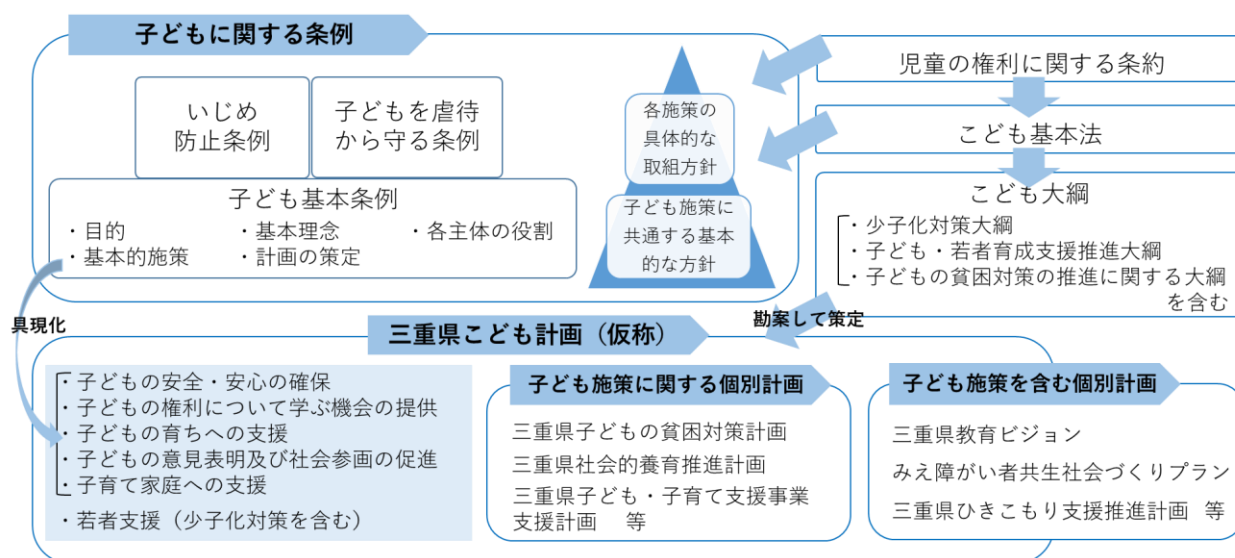 子どもに関する条例
いじめ
防止条例
子どもを虐待
から守る条例
子ども基本条例
・目的
・基本理念
・各主体の役割
・基本的施策
・計画の策定
各施策の
具体的な
取組方針
子ども施策に
共通する基本
的な方針
児童の権利に関する条約
こども基本法
こども大綱
・少子化対策大綱
・子ども・若者育成支援推進大綱
・子どもの貧困対策の推進に関する大綱
を含む
具現化
勘案して策定
三重県こども計画（仮称）
・子どもの安全・安心の確保
・子どもの権利について学ぶ機会の提供
・子どもの育ちへの支援
・子どもの意見表明及び社会参画の促進
・子育て家庭への支援
・若者支援（少子化対策を含む）
子ども施策に関する個別計画
三重県子どもの貧困対策計画
三重県社会的養育推進計画
三重県子ども・子育て支援事業
支援計画　等
子ども施策を含む個別計画
三重県教育ビジョン
みえ障がい者共生社会づくりプラン
三重県ひきこもり支援推進計画　等